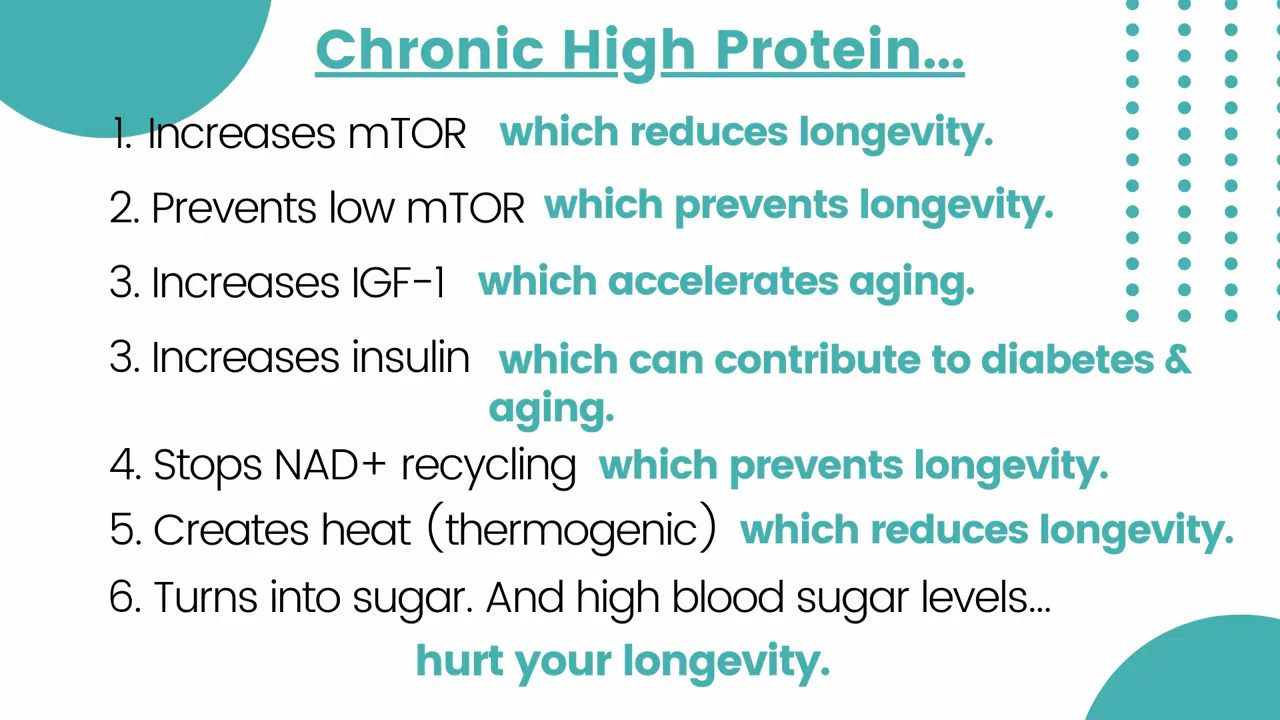 Chronic High Protein...
1. Increases mTOR which reduces longevity.
2. Prevents low mTOR which prevents longevity.
3. Increases IGF-1 which accelerates aging.
3. Increases insulin which can contribute to diabetes &
aging.
4. Stops NAD+ recycling which prevents longevity.
5. Creates heat (thermogenic) which reduces longevity.
6. Turns into sugar. And high blood sugar levels...
hurt your longevity.